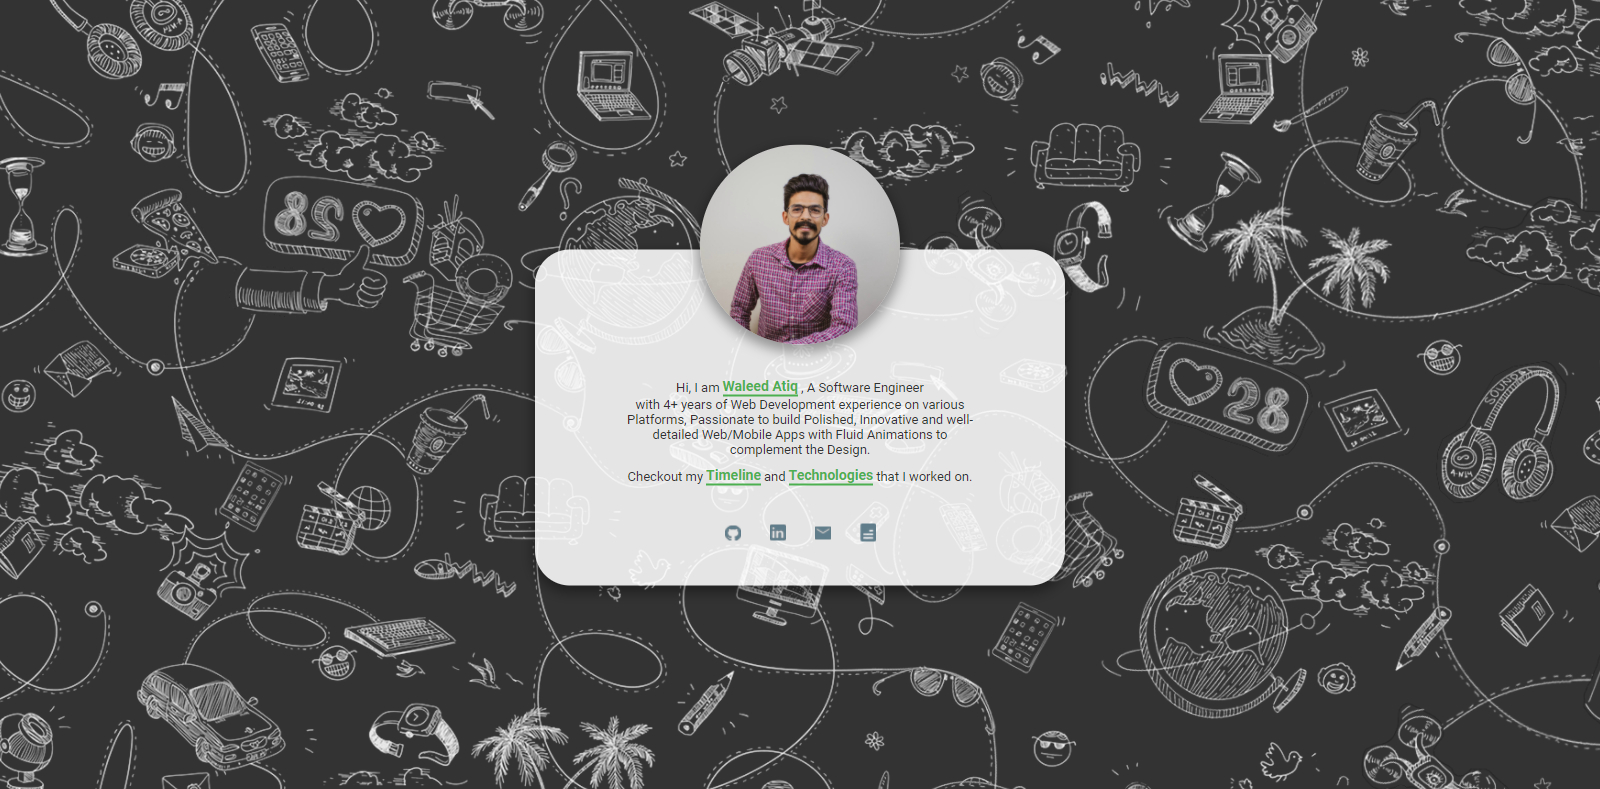 28
Hi, I am Waleed Atiq , A Software Engineer
with 4+ years of Web Development experience on various
Platforms, Passionate to build Polished, Innovative and well-
detailed Web/Mobile Apps with Fluid Animations to
complement the Design.
Checkout my Timeline and Technologies that I worked on.
28